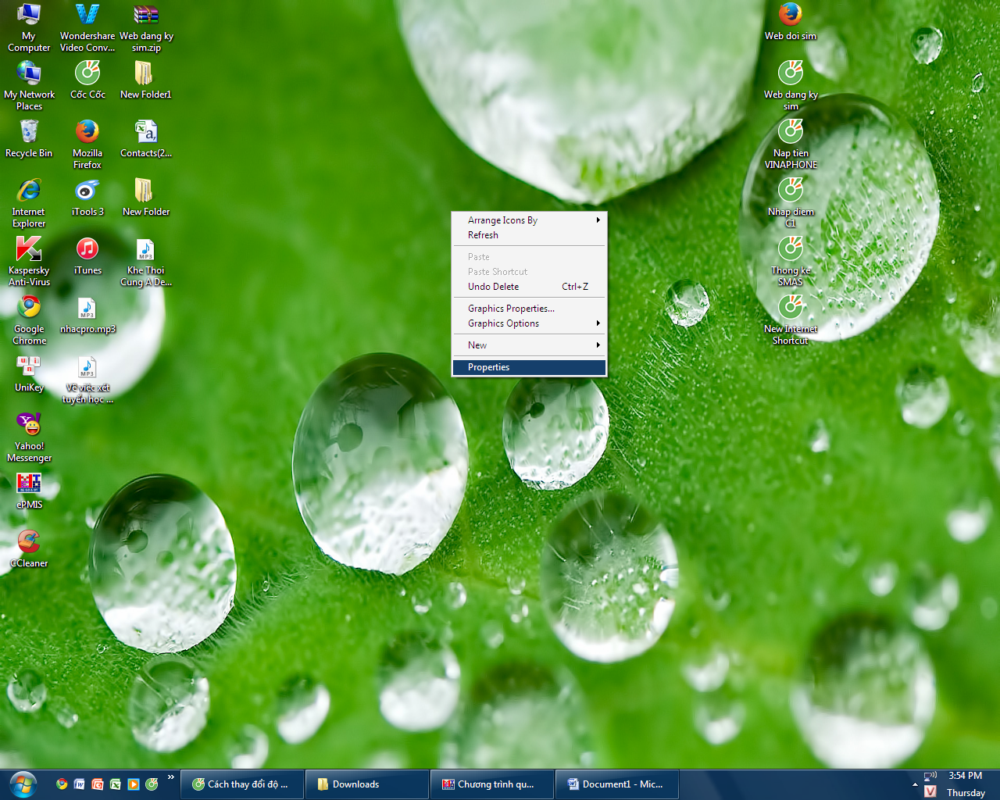 My
Computer
Wondershare
Video Conv...
Web dang ky
sim.zip
Web doi sim
My Network
Places
Cốc Cốc
New Folder1
Web dang ky
sim
Recycle Bin
Mozilla
Firefox
Contacts(2...
Nap tien
VINAPHONE
Internet
Explorer
iTools 3
New Folder
Nhap diem
C1
Kaspersky
Anti-Virus
iTunes
MP3
Khe Thoi
Cung A De...
Thong ke
SMAS
Google
Chrome
MP3
nhacpro.mp3
New Internet
Shortcut
UniKey
MP3
Về việc xét
tuyển học ...
Yahoo!
Messenger
ePMIS
CCleaner
Arrange Icons By
Refresh
Paste
Paste Shortcut
Undo Delete Ctrl+Z
Graphics Properties...
Graphics Options
New
Properties
Cách thay đổi độ ...
Downloads
Chương trình qu...
Document1 - Mic...
3:54 PM
Thursday